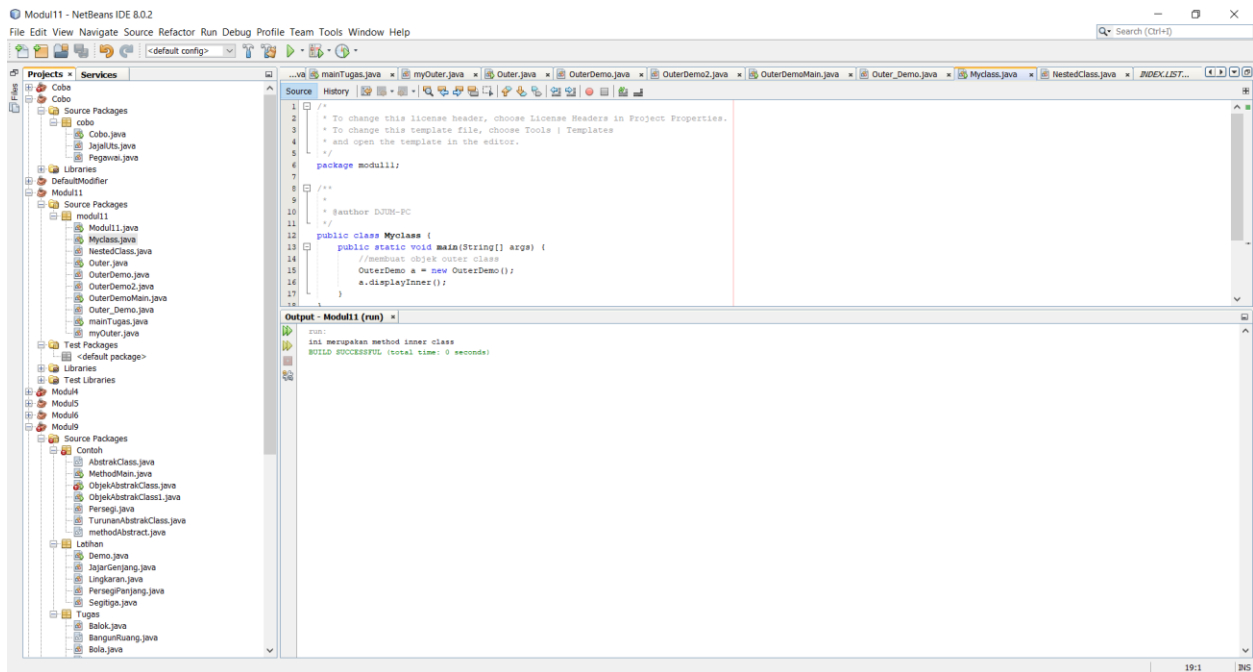 Modul11 - NetBeans IDE 8.0.2
File Edit View Navigate Source Refactor Run Debug Profile Team Tools Window Help
Search (Ctrl+I)
<default config>
Projects Services
Files
Coba
Cobo
Source Packages
cobo
Cobo.java
JajalUts.java
Pegawai.java
Libraries
DefaultModifier
Modul11
Source Packages
modul11
Modul11.java
Myclass.java
NestedClass.java
Outer.java
OuterDemo.java
OuterDemo2.java
OuterDemoMain.java
Outer_Demo.java
mainTugas.java
myOuter.java
Test Packages
<default package>
Libraries
Test Libraries
Modul4
Modul5
Modul6
Modul9
Source Packages
Contoh
AbstrakClass.java
MethodMain.java
ObjekAbstrakClass.java
ObjekAbstrakClass1.java
Persegi.java
TurunanAbstrakClass.java
methodAbstract.java
Latihan
Demo.java
JajarGenjang.java
Lingkaran.java
PersegiPanjang.java
Segitiga.java
Tugas
Balok.java
BangunRuang.java
Bola.java
...va mainTugas.java myOuter.java Outer.java OuterDemo.java OuterDemo2.java OuterDemoMain.java Outer_Demo.java Myclass.java NestedClass.java INDEX.LIST...
Source History
1 /*
2 * To change this license header, choose License Headers in Project Properties.
3 * To change this template file, choose Tools | Templates
4 * and open the template in the editor.
5 */
6 package modul11;
7
8 /**
9 *
10 * @author DJUM-PC
11 */
12 public class Myclass {
13 public static void main(String[] args) {
14 //membuat objek outer class
15 OuterDemo a = new OuterDemo();
16 a.displayInner();
17 }
18 }
Output - Modul11 (run)
run:
ini merupakan method inner class
BUILD SUCCESSFUL (total time: 0 seconds)
19:1 INS